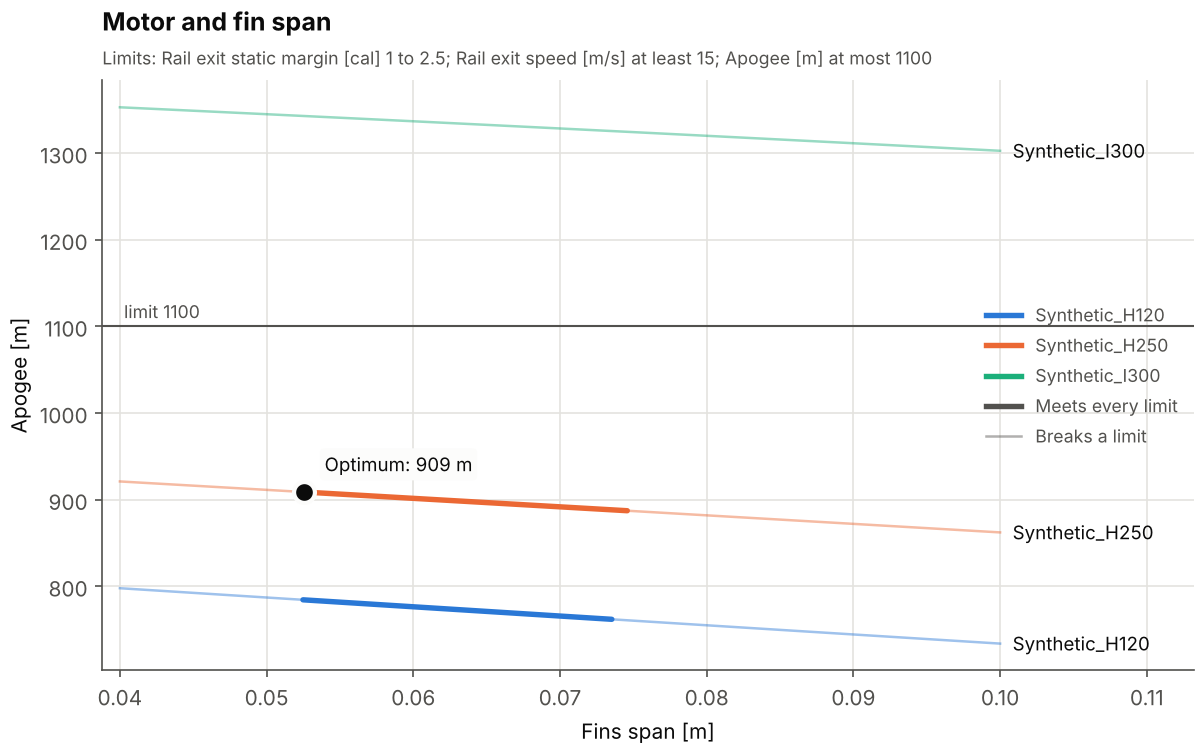 Motor and fin span
Limits: Rail exit static margin [cal] 1 to 2.5; Rail exit speed [m/s] at least 15; Apogee [m] at most 1100
Apogee [m]
1300
1200
1100
1000
900
800
limit 1100
Synthetic_I300
Synthetic_H120
Synthetic_H250
Synthetic_I300
Meets every limit
Breaks a limit
Optimum: 909 m
Synthetic_H250
Synthetic_H120
0.04 0.05 0.06 0.07 0.08 0.09 0.10 0.11
Fins span [m]